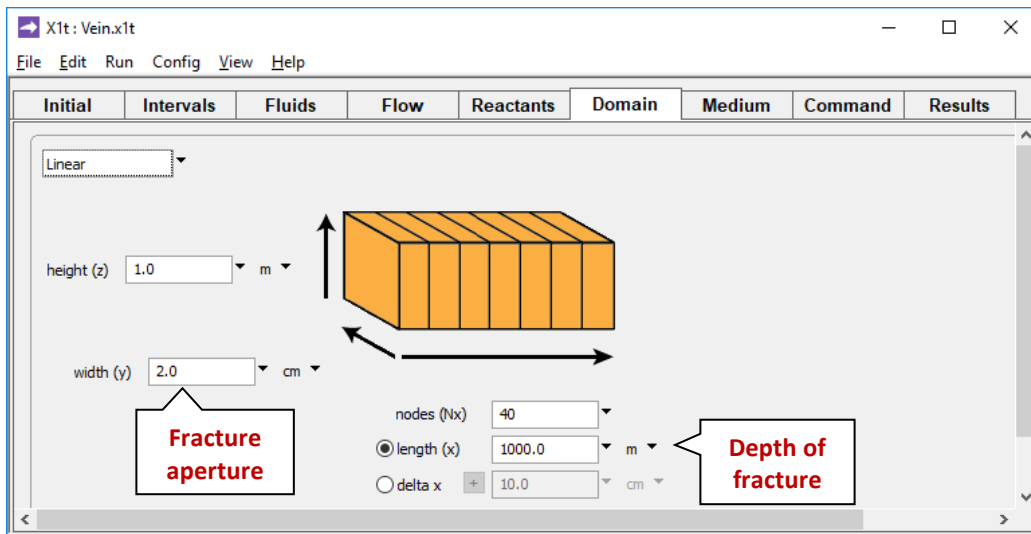 X1t : Vein.x1t
File Edit Run Config View Help
Initial Intervals Fluids Flow Reactants Domain Medium Command Results
Linear
height (z) 1.0 m
width (y) 2.0 cm
Fracture
aperture
nodes (Nx) 40
length (x) 1000.0 m
delta x + 10.0 cm
Depth of
fracture